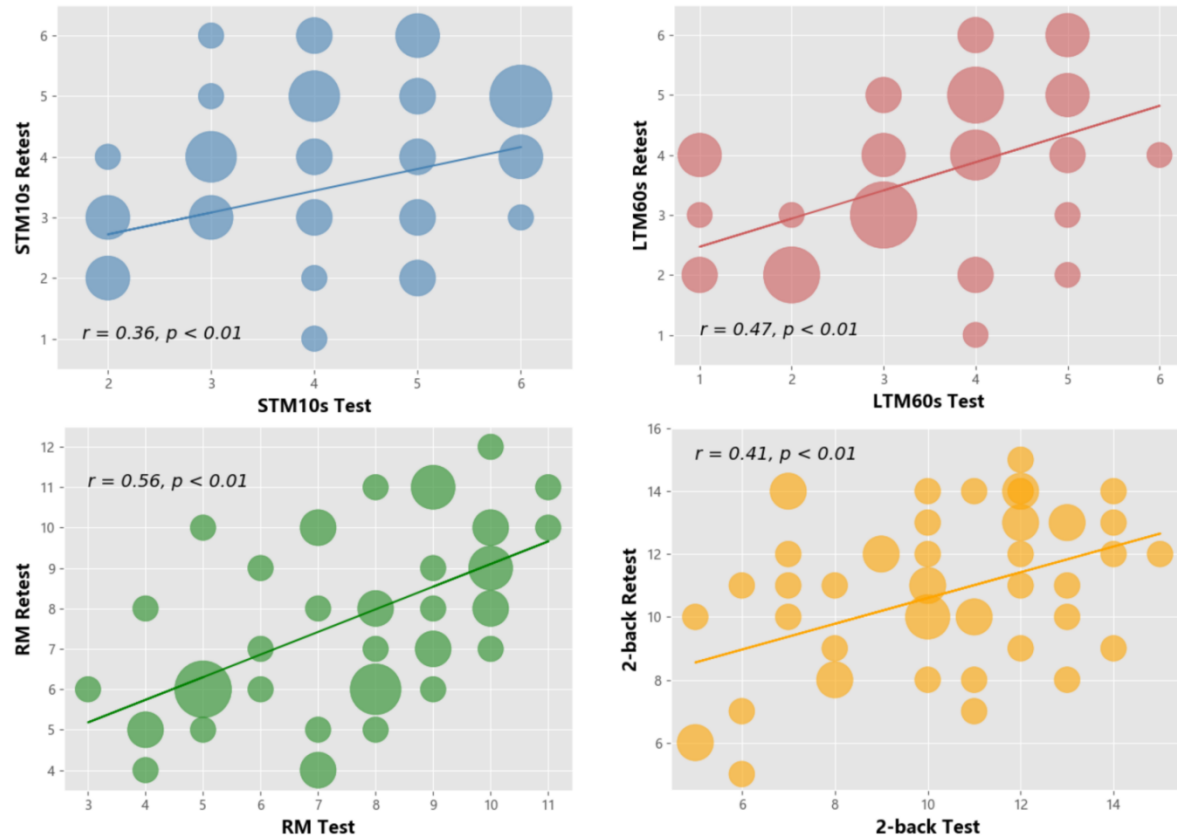 6
5
4
3
2
1
STM10s Retest
r = 0.36, p < 0.01
2 3 4 5 6
STM10s Test
6
5
4
3
2
1
LTM60s Retest
r = 0.47, p < 0.01
1 2 3 4 5 6
LTM60s Test
12
11
10
9
8
7
6
5
4
RM Retest
r = 0.56, p < 0.01
3 4 5 6 7 8 9 10 11
RM Test
16
14
12
10
8
6
2-back Retest
r = 0.41, p < 0.01
6 8 10 12 14
2-back Test